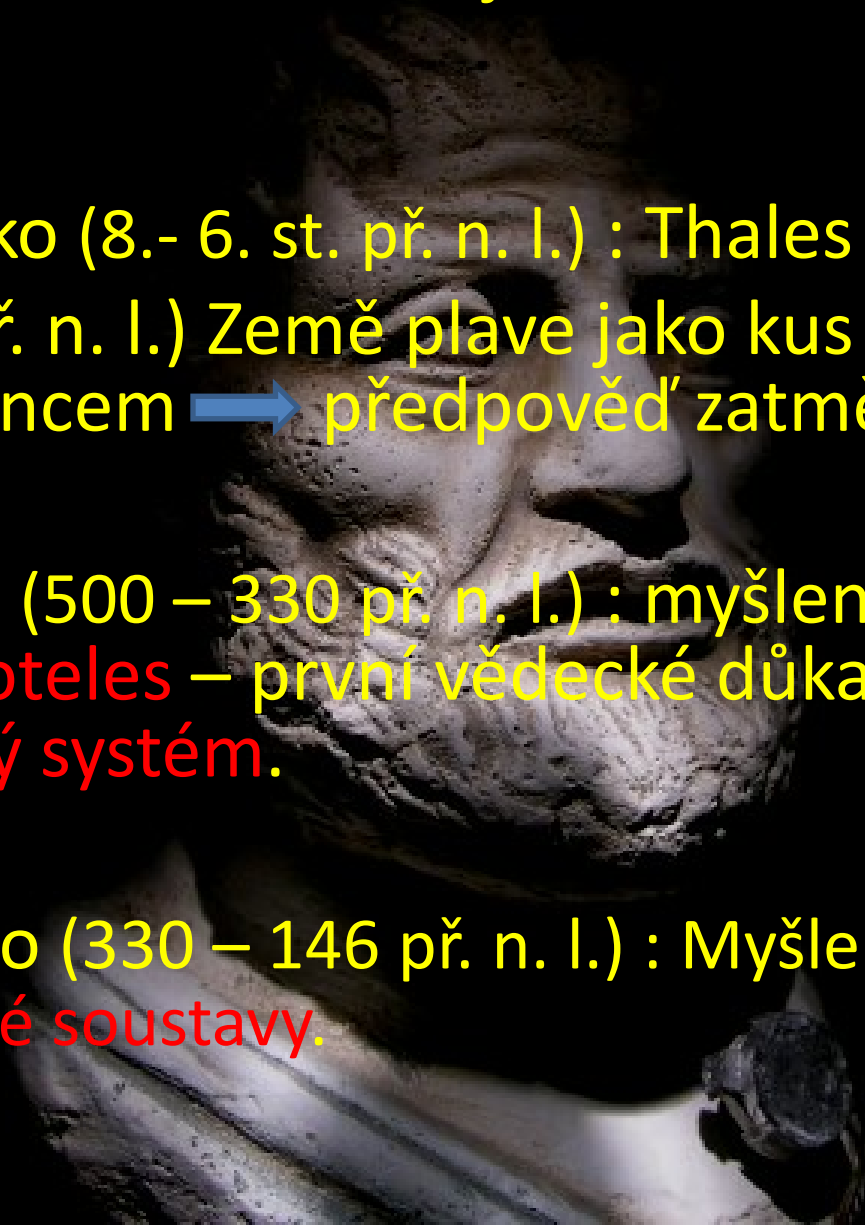 ko (8.- 6. st. př. n. l.) : Thales
ř. n. l.) Země plave jako kus
ncem předpověď zatmě
(500 – 330 př. n. l.) : myšlen
oteles – první vědecké důka
ý systém.
o (330 – 146 př. n. l.) : Myšle
é soustavy.